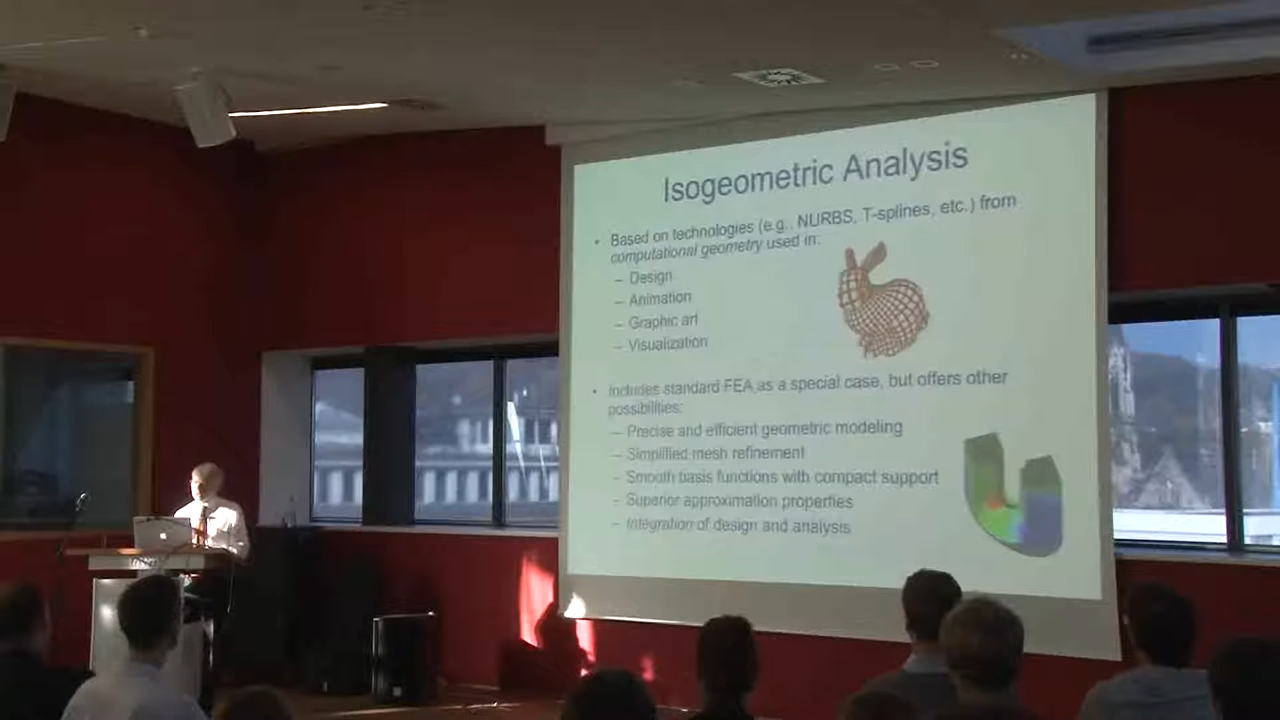 Isogeometric Analysis
• Based on technologies (e.g., NURBS, T-splines, etc.) from
computational geometry used in:
– Design
– Animation
– Graphic art
– Visualization
• Includes standard FEA as a special case, but offers other
possibilities:
– Precise and efficient geometric modeling
– Simplified mesh refinement
– Smooth basis functions with compact support
– Superior approximation properties
– Integration of design and analysis